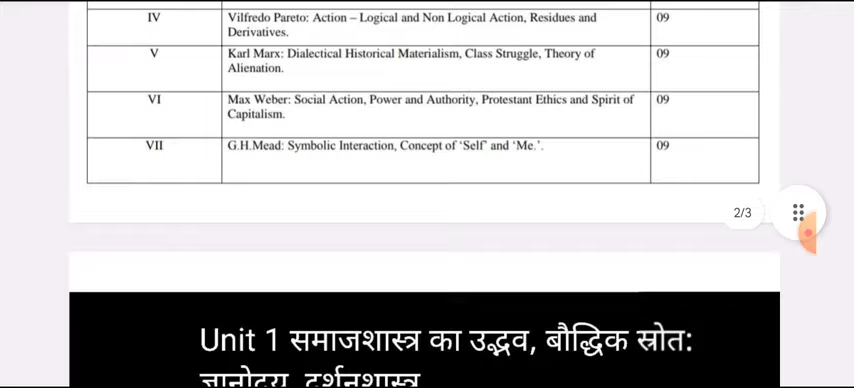 IV Vilfredo Pareto: Action – Logical and Non Logical Action, Residues and 09
Derivatives.
V Karl Marx: Dialectical Historical Materialism, Class Struggle, Theory of 09
Alienation.
VI Max Weber: Social Action, Power and Authority, Protestant Ethics and Spirit of 09
Capitalism.
VII G.H.Mead: Symbolic Interaction, Concept of ‘Self’ and ‘Me.’. 09
2/3
Unit 1 समाजशास्त्र का उद्भव, बौद्धिक स्रोत:
ज्ञानोदय, दर्शनशास्त्र